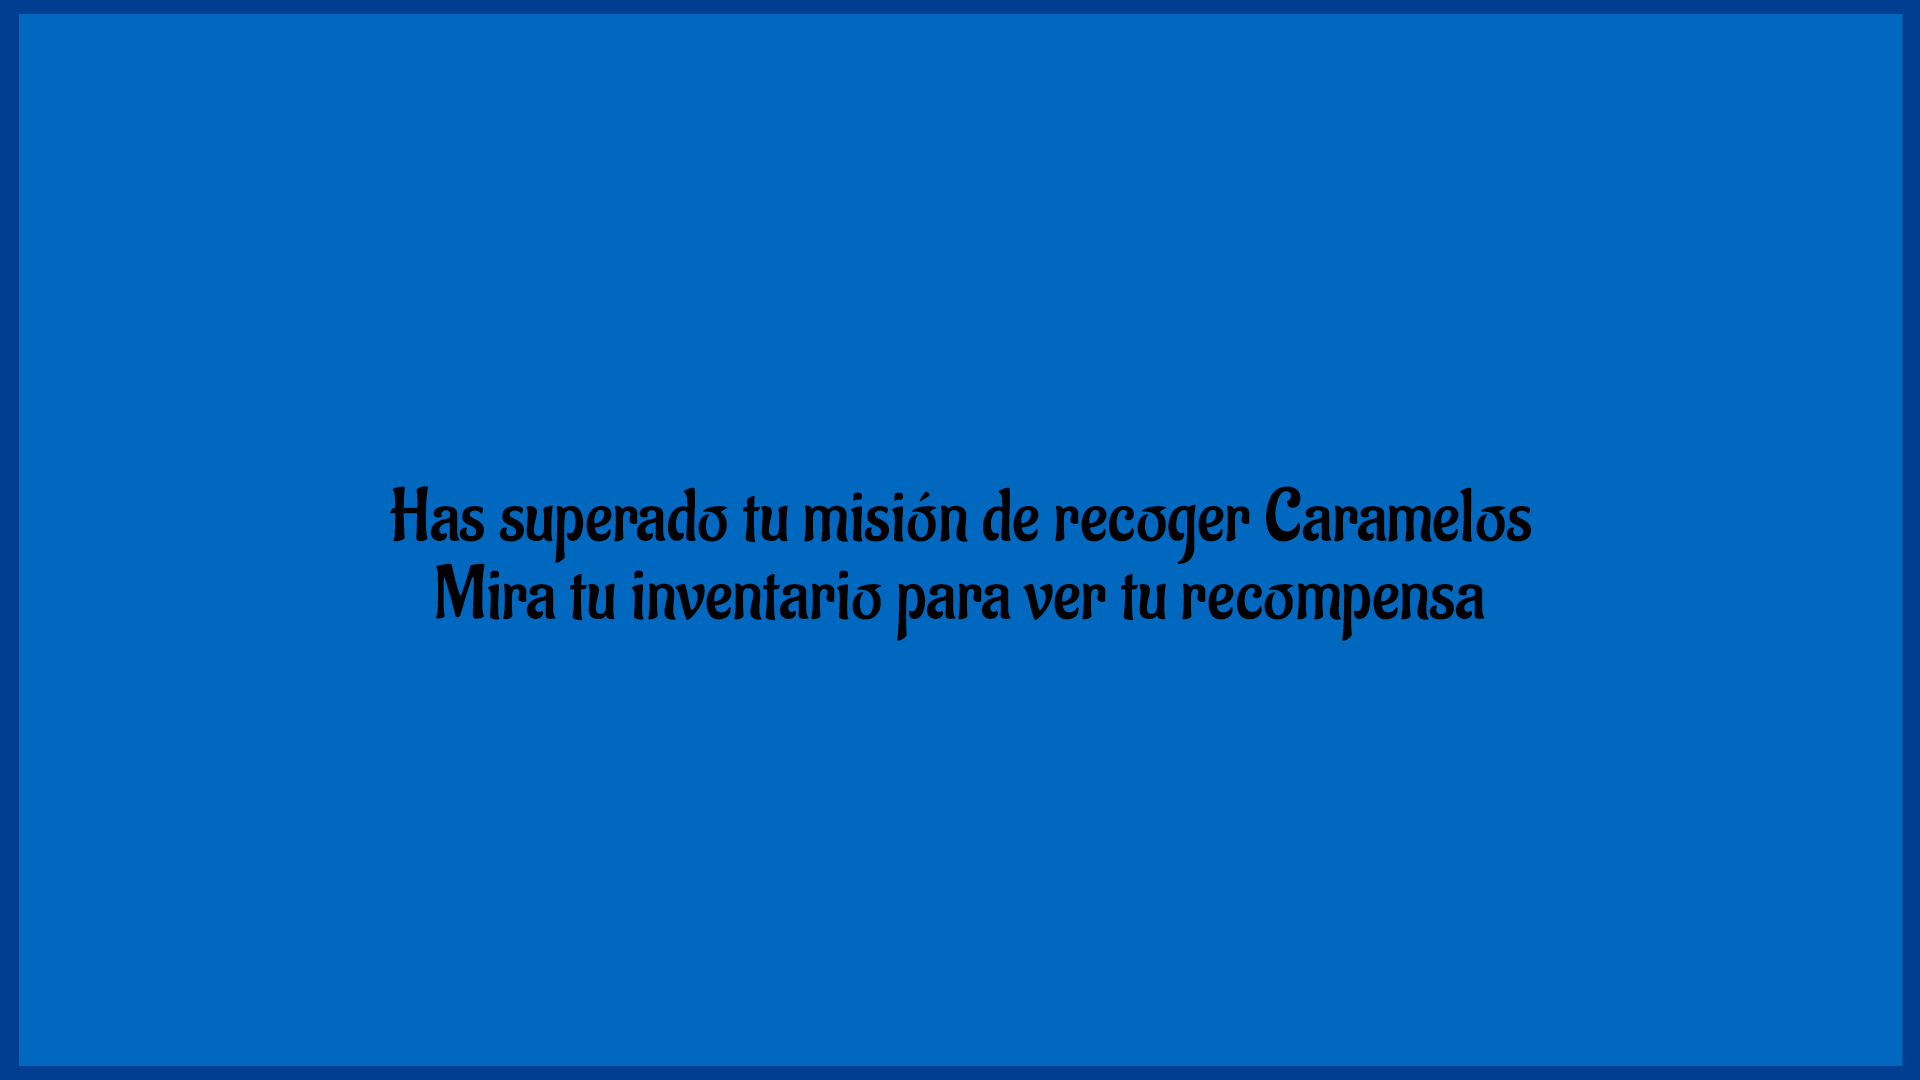 Has superado tu misión de recoger Caramelos
Mira tu inventario para ver tu recompensa